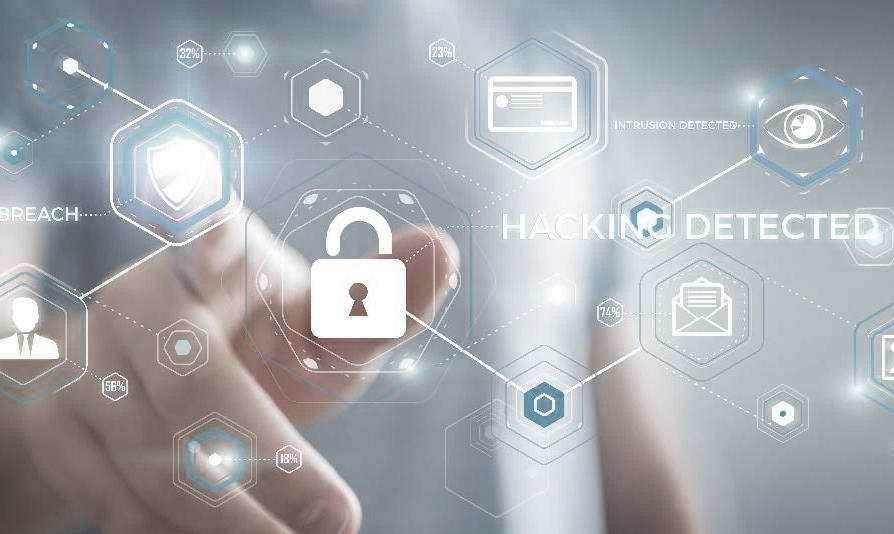 32%
23%
INTRUSION DETECTED
BREACH
HACKING DETECTED
74%
56%
18%